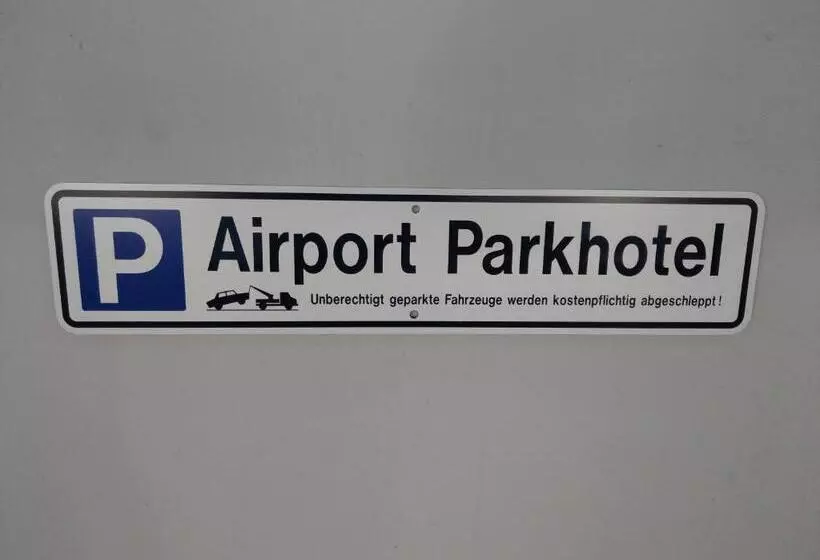 P
Airport Parkhotel
Unberechtigt geparkte Fahrzeuge werden kostenpflichtig abgeschleppt!